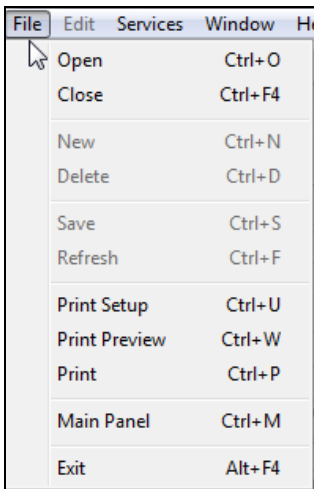 File Edit Services Window
Open Ctrl+O
Close Ctrl+F4
New Ctrl+N
Delete Ctrl+D
Save Ctrl+S
Refresh Ctrl+F
Print Setup Ctrl+U
Print Preview Ctrl+W
Print Ctrl+P
Main Panel Ctrl+M
Exit Alt+F4